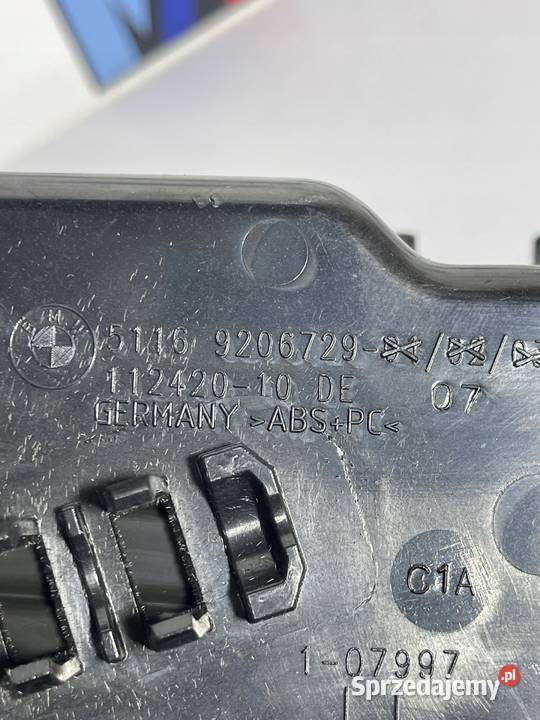 BMW
5116 9206729-
112420-10 DE 07
GERMANY >ABS+PC<
C1A
1-07997
Sprzedajemy.pl